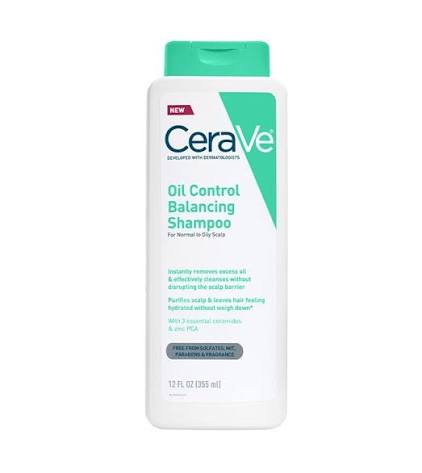 NEW
CeraVe
DEVELOPED WITH DERMATOLOGISTS
Oil Control
Balancing
Shampoo
For Normal to Oily Scalp
Instantly removes excess oil
& effectively cleanses without
disrupting the scalp barrier
Purifies scalp & leaves hair feeling
hydrated without weigh down*
With 3 essential ceramides
& zinc PCA
FREE FROM SULFATES, MIT,
PARABENS & FRAGRANCE
12 FL OZ (355 ml)